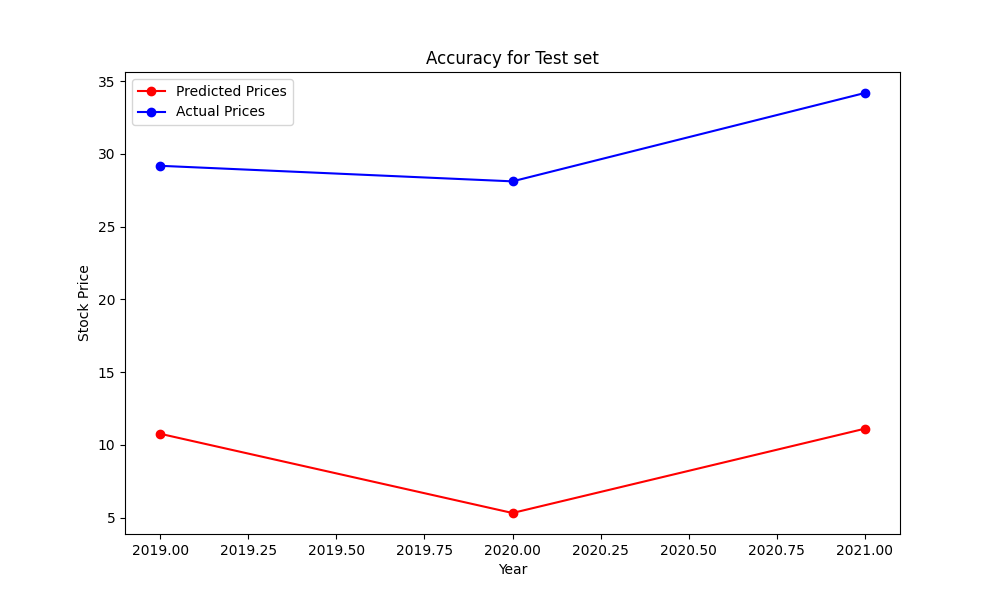 Accuracy for Test set
Predicted Prices
Actual Prices
35
30
25
20
15
10
5
Stock Price
2019.00 2019.25 2019.50 2019.75 2020.00 2020.25 2020.50 2020.75 2021.00
Year